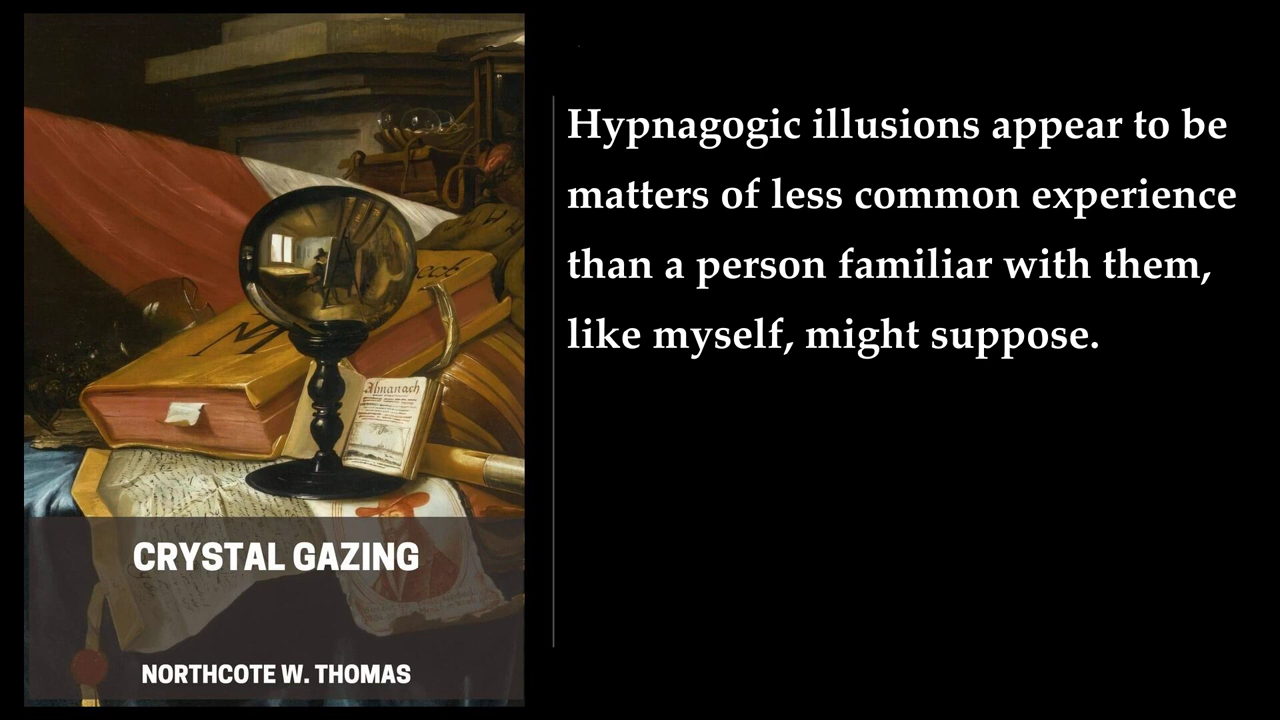 Hypnagogic illusions appear to be
matters of less common experience
than a person familiar with them,
like myself, might suppose.
M
Almanach
CRYSTAL GAZING
NORTHCOTE W. THOMAS